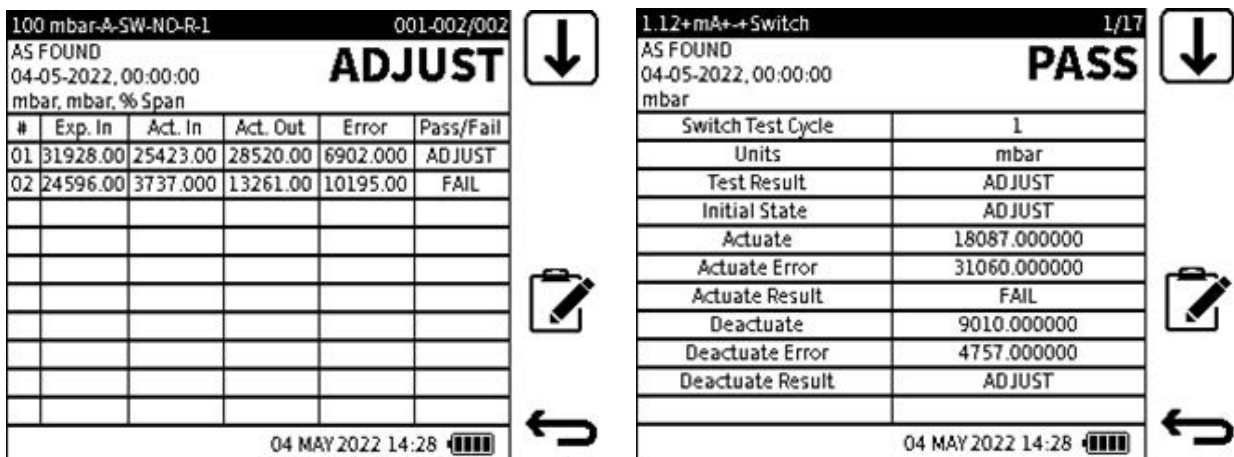 100 mbar-A-SW-NO-R-1 001-002/002
AS FOUND
04-05-2022, 00:00:00
ADJUST
mbar, mbar, % Span
# Exp. In Act. In Act. Out Error Pass/Fail
01 31928.00 25423.00 28520.00 6902.000 ADJUST
02 24596.00 3737.000 13261.00 10195.00 FAIL
04 MAY 2022 14:28
1.12+mA+-+Switch 1/17
AS FOUND
04-05-2022, 00:00:00
PASS
mbar
Switch Test Cycle 1
Units mbar
Test Result ADJUST
Initial State ADJUST
Actuate 18087.000000
Actuate Error 31060.000000
Actuate Result FAIL
Deactuate 9010.000000
Deactuate Error 4757.000000
Deactuate Result ADJUST
04 MAY 2022 14:28